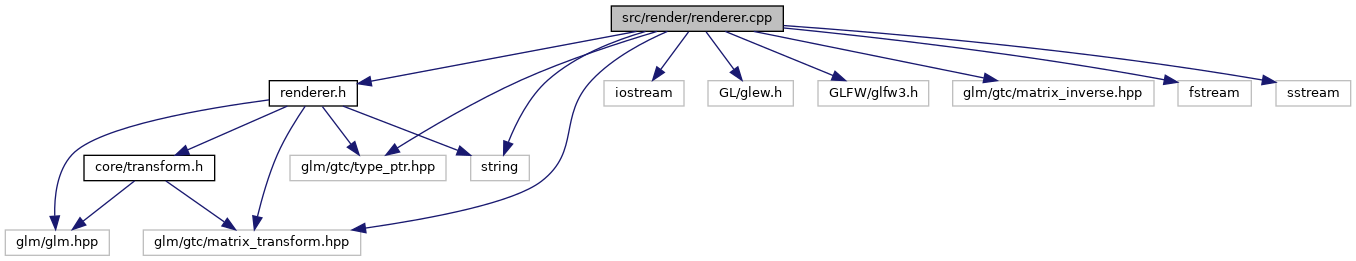 src/render/renderer.cpp
renderer.h
iostream
GL/glew.h
GLFW/glfw3.h
glm/gtc/matrix_inverse.hpp
fstream
sstream
core/transform.h
glm/gtc/type_ptr.hpp
string
glm/glm.hpp
glm/gtc/matrix_transform.hpp